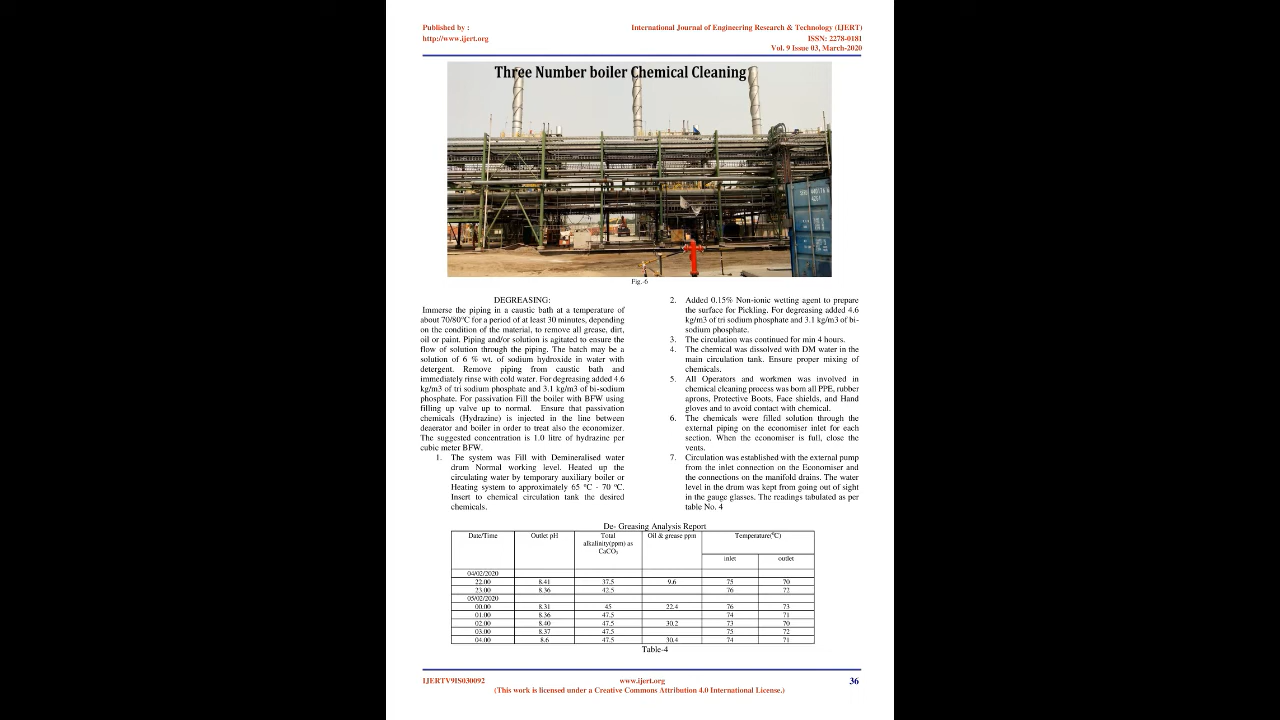 Published by :
http://www.ijert.org
International Journal of Engineering Research & Technology (IJERT)
ISSN: 2278-0181
Vol. 9 Issue 03, March-2020
Three Number boiler Chemical Cleaning
Fig.-6
DEGREASING:
Immerse the piping in a caustic bath at a temperature of
about 70/80°C for a period of at least 30 minutes, depending
on the condition of the material, to remove all grease, dirt,
oil or paint. Piping and/or solution is agitated to ensure the
flow of solution through the piping. The batch may be a
solution of 6 % wt. of sodium hydroxide in water with
detergent. Remove piping from caustic bath and
immediately rinse with cold water. For degreasing added 4.6
kg/m3 of tri sodium phosphate and 3.1 kg/m3 of bi-sodium
phosphate. For passivation Fill the boiler with BFW using
filling up valve up to normal. Ensure that passivation
chemicals (Hydrazine) is injected in the line between
deaerator and boiler in order to treat also the economizer.
The suggested concentration is 1.0 litre of hydrazine per
cubic meter BFW.
1. The system was Fill with Demineralised water
drum Normal working level. Heated up the
circulating water by temporary auxiliary boiler or
Heating system to approximately 65 °C - 70 °C.
Insert to chemical circulation tank the desired
chemicals.
2. Added 0.15% Non-ionic wetting agent to prepare
the surface for Pickling. For degreasing added 4.6
kg/m3 of tri sodium phosphate and 3.1 kg/m3 of bi-
sodium phosphate.
3. The circulation was continued for min 4 hours.
4. The chemical was dissolved with DM water in the
main circulation tank. Ensure proper mixing of
chemicals.
5. All Operators and workmen was involved in
chemical cleaning process was born all PPE, rubber
aprons, Protective Boots, Face shields, and Hand
gloves and to avoid contact with chemical.
6. The chemicals were filled solution through the
external piping on the economiser inlet for each
section. When the economiser is full, close the
vents.
7. Circulation was established with the external pump
from the inlet connection on the Economiser and
the connections on the manifold drains. The water
level in the drum was kept from going out of sight
in the gauge glasses. The readings tabulated as per
table No. 4
De- Greasing Analysis Report
Date/Time Outlet pH Total Oil & grease ppm Temperature(⁰C)
alkalinity(ppm) as
CaCO₃
inlet outlet
04/02/2020
22.00 8.41 37.5 9.6 75 70
23.00 8.36 42.5 76 72
05/02/2020
00.00 8.31 45 22.4 76 73
01.00 8.36 47.5 74 71
02.00 8.40 47.5 30.2 73 70
03.00 8.37 47.5 75 72
04.00 8.6 47.5 30.4 74 71
Table-4
IJERTV9IS030092
www.ijert.org
36
(This work is licensed under a Creative Commons Attribution 4.0 International License.)